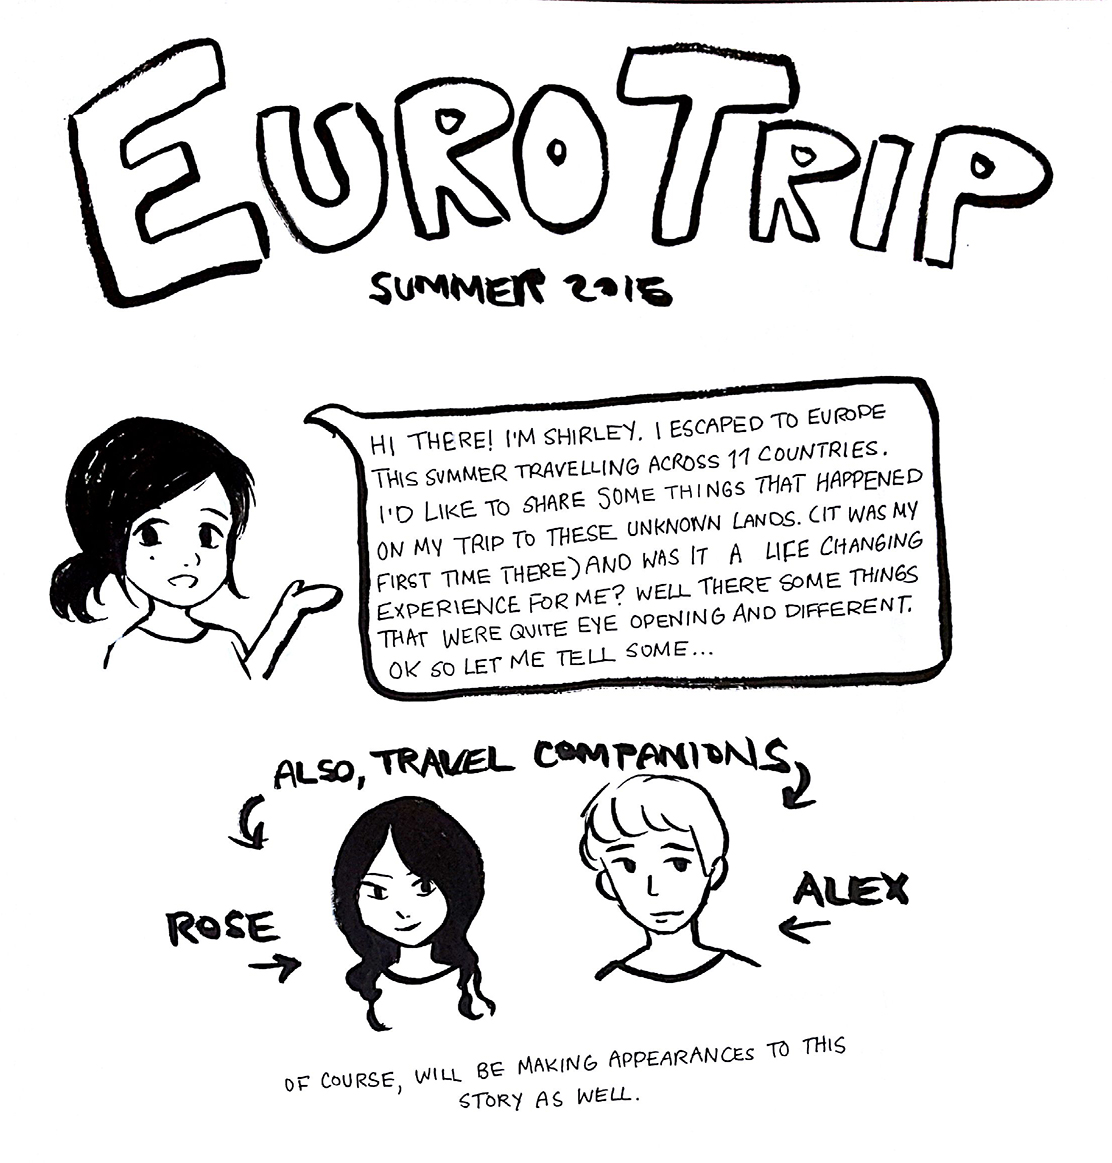 EUROTRIP
SUMMER 2015
HI THERE! I'M SHIRLEY. I ESCAPED TO EUROPE
THIS SUMMER TRAVELLING ACROSS 11 COUNTRIES.
I'D LIKE TO SHARE SOME THINGS THAT HAPPENED
ON MY TRIP TO THESE UNKNOWN LANDS. (IT WAS MY
FIRST TIME THERE) AND WAS IT A LIFE CHANGING
EXPERIENCE FOR ME? WELL THERE SOME THINGS
THAT WERE QUITE EYE OPENING AND DIFFERENT.
OK SO LET ME TELL SOME...
ALSO, TRAVEL COMPANIONS,
ROSE
ALEX
OF COURSE, WILL BE MAKING APPEARANCES TO THIS
STORY AS WELL.